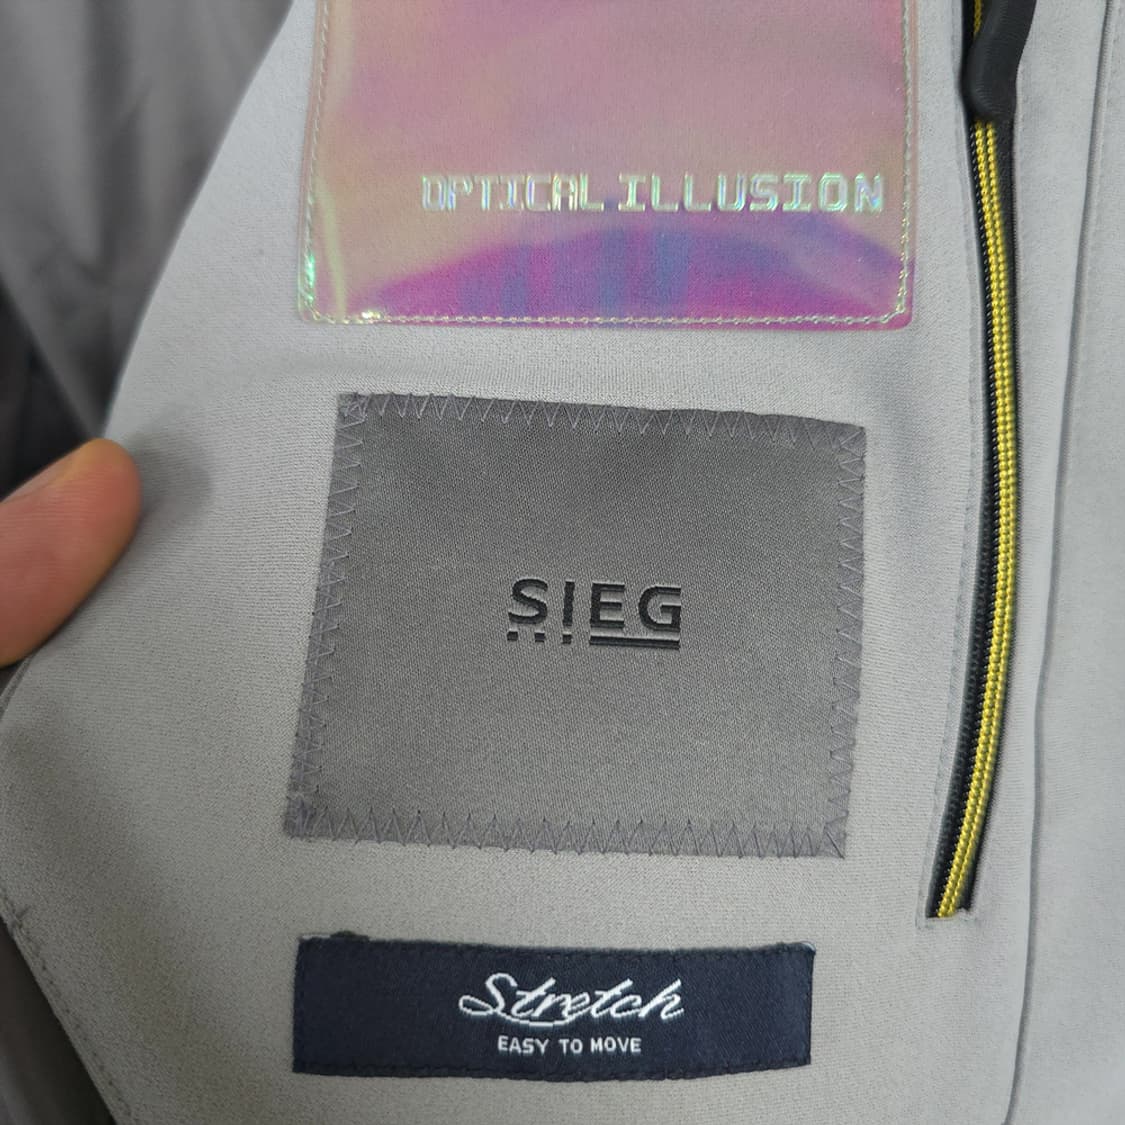 OPTICAL ILLUSION
SIEG
Stretch
EASY TO MOVE